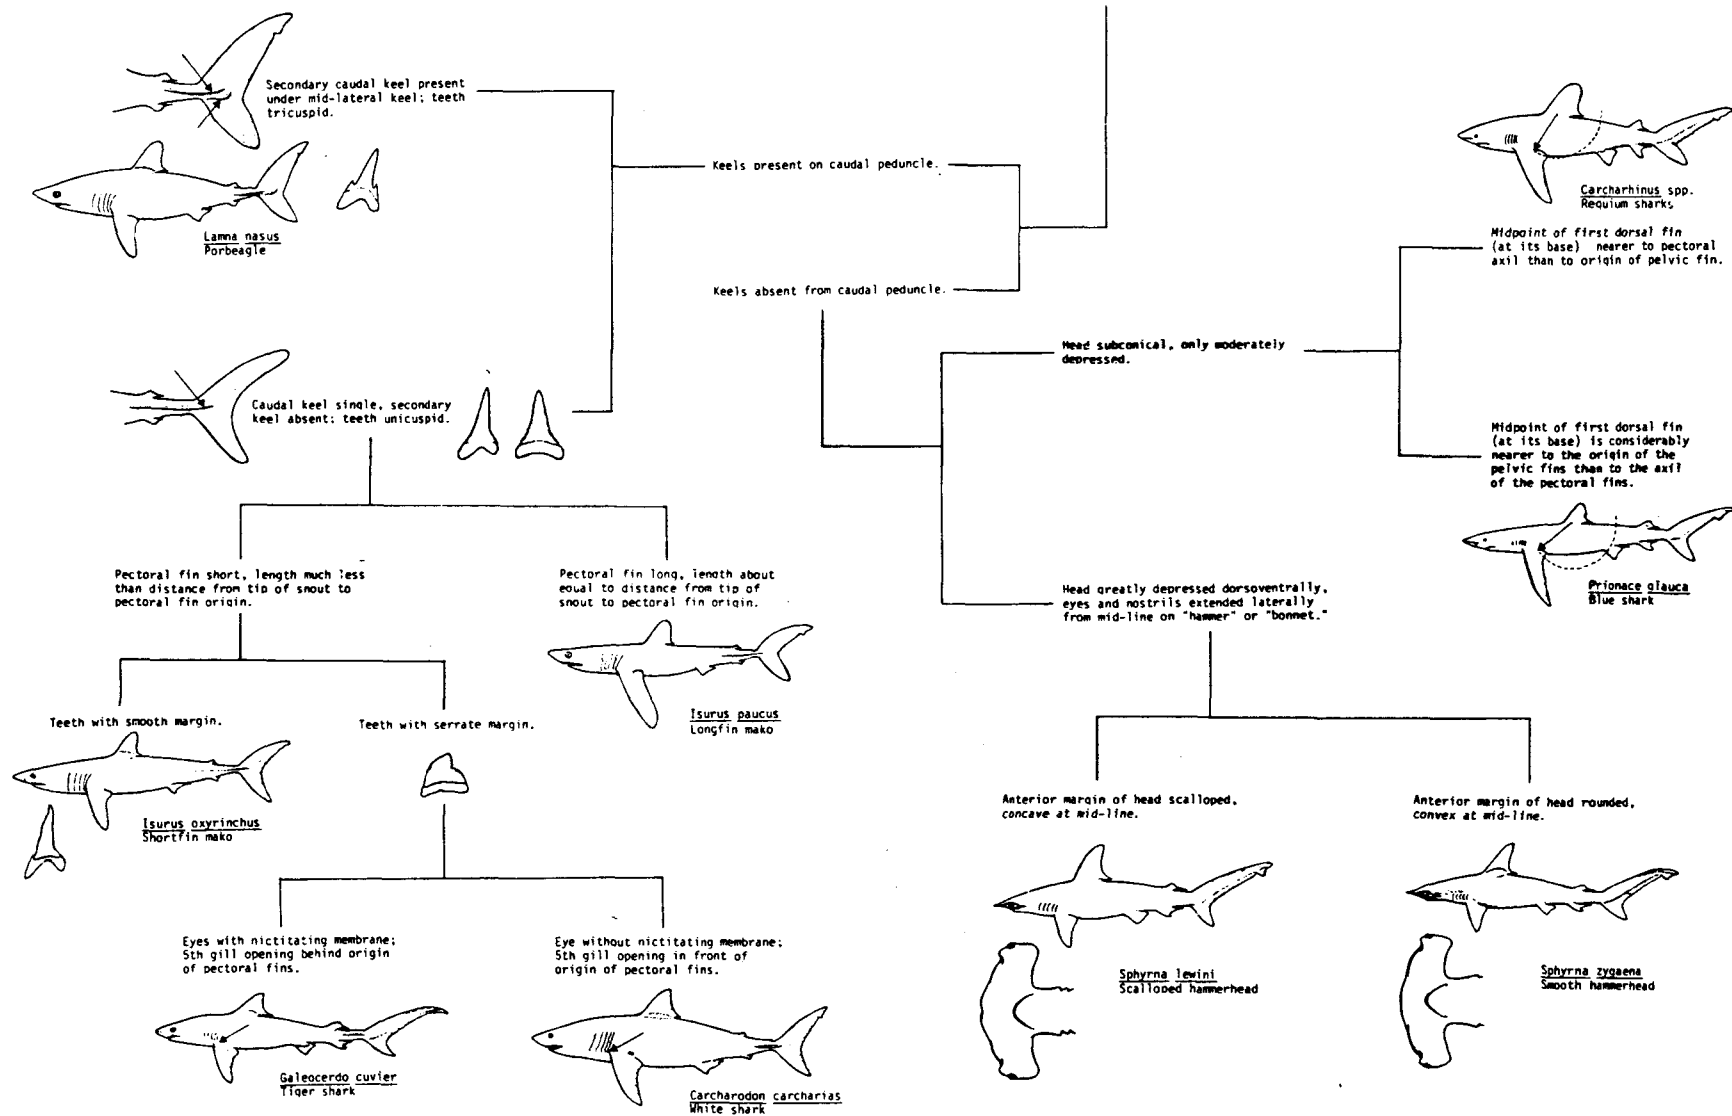 Secondary caudal keel present
under mid-lateral keel; teeth
tricuspid.
Lamna nasus
Porbeagle
Keels present on caudal peduncle.
Carcharhinus spp.
Requium sharks
Midpoint of first dorsal fin
(at its base) nearer to pectoral
axil than to origin of pelvic fin.
Keels absent from caudal peduncle.
Head subconical, only moderately
depressed.
Caudal keel single, secondary
keel absent; teeth unicuspid.
Midpoint of first dorsal fin
(at its base) is considerably
nearer to the origin of the
pelvic fins than to the axil
of the pectoral fins.
Prionace glauca
Blue shark
Pectoral fin short, length much less
than distance from tip of snout to
pectoral fin origin.
Pectoral fin long, length about
equal to distance from tip of
snout to pectoral fin origin.
Isurus paucus
Longfin mako
Head greatly depressed dorsoventrally,
eyes and nostrils extended laterally
from mid-line on "hammer" or "bonnet."
Teeth with smooth margin.
Isurus oxyrinchus
Shortfin mako
Teeth with serrate margin.
Anterior margin of head scalloped,
concave at mid-line.
Sphyrna lewini
Scalloped hammerhead
Anterior margin of head rounded,
convex at mid-line.
Sphyrna zygaena
Smooth hammerhead
Eyes with nictitating membrane;
5th gill opening behind origin
of pectoral fins.
Galeocerdo cuvier
Tiger shark
Eye without nictitating membrane;
5th gill opening in front of
origin of pectoral fins.
Carcharodon carcharias
White shark